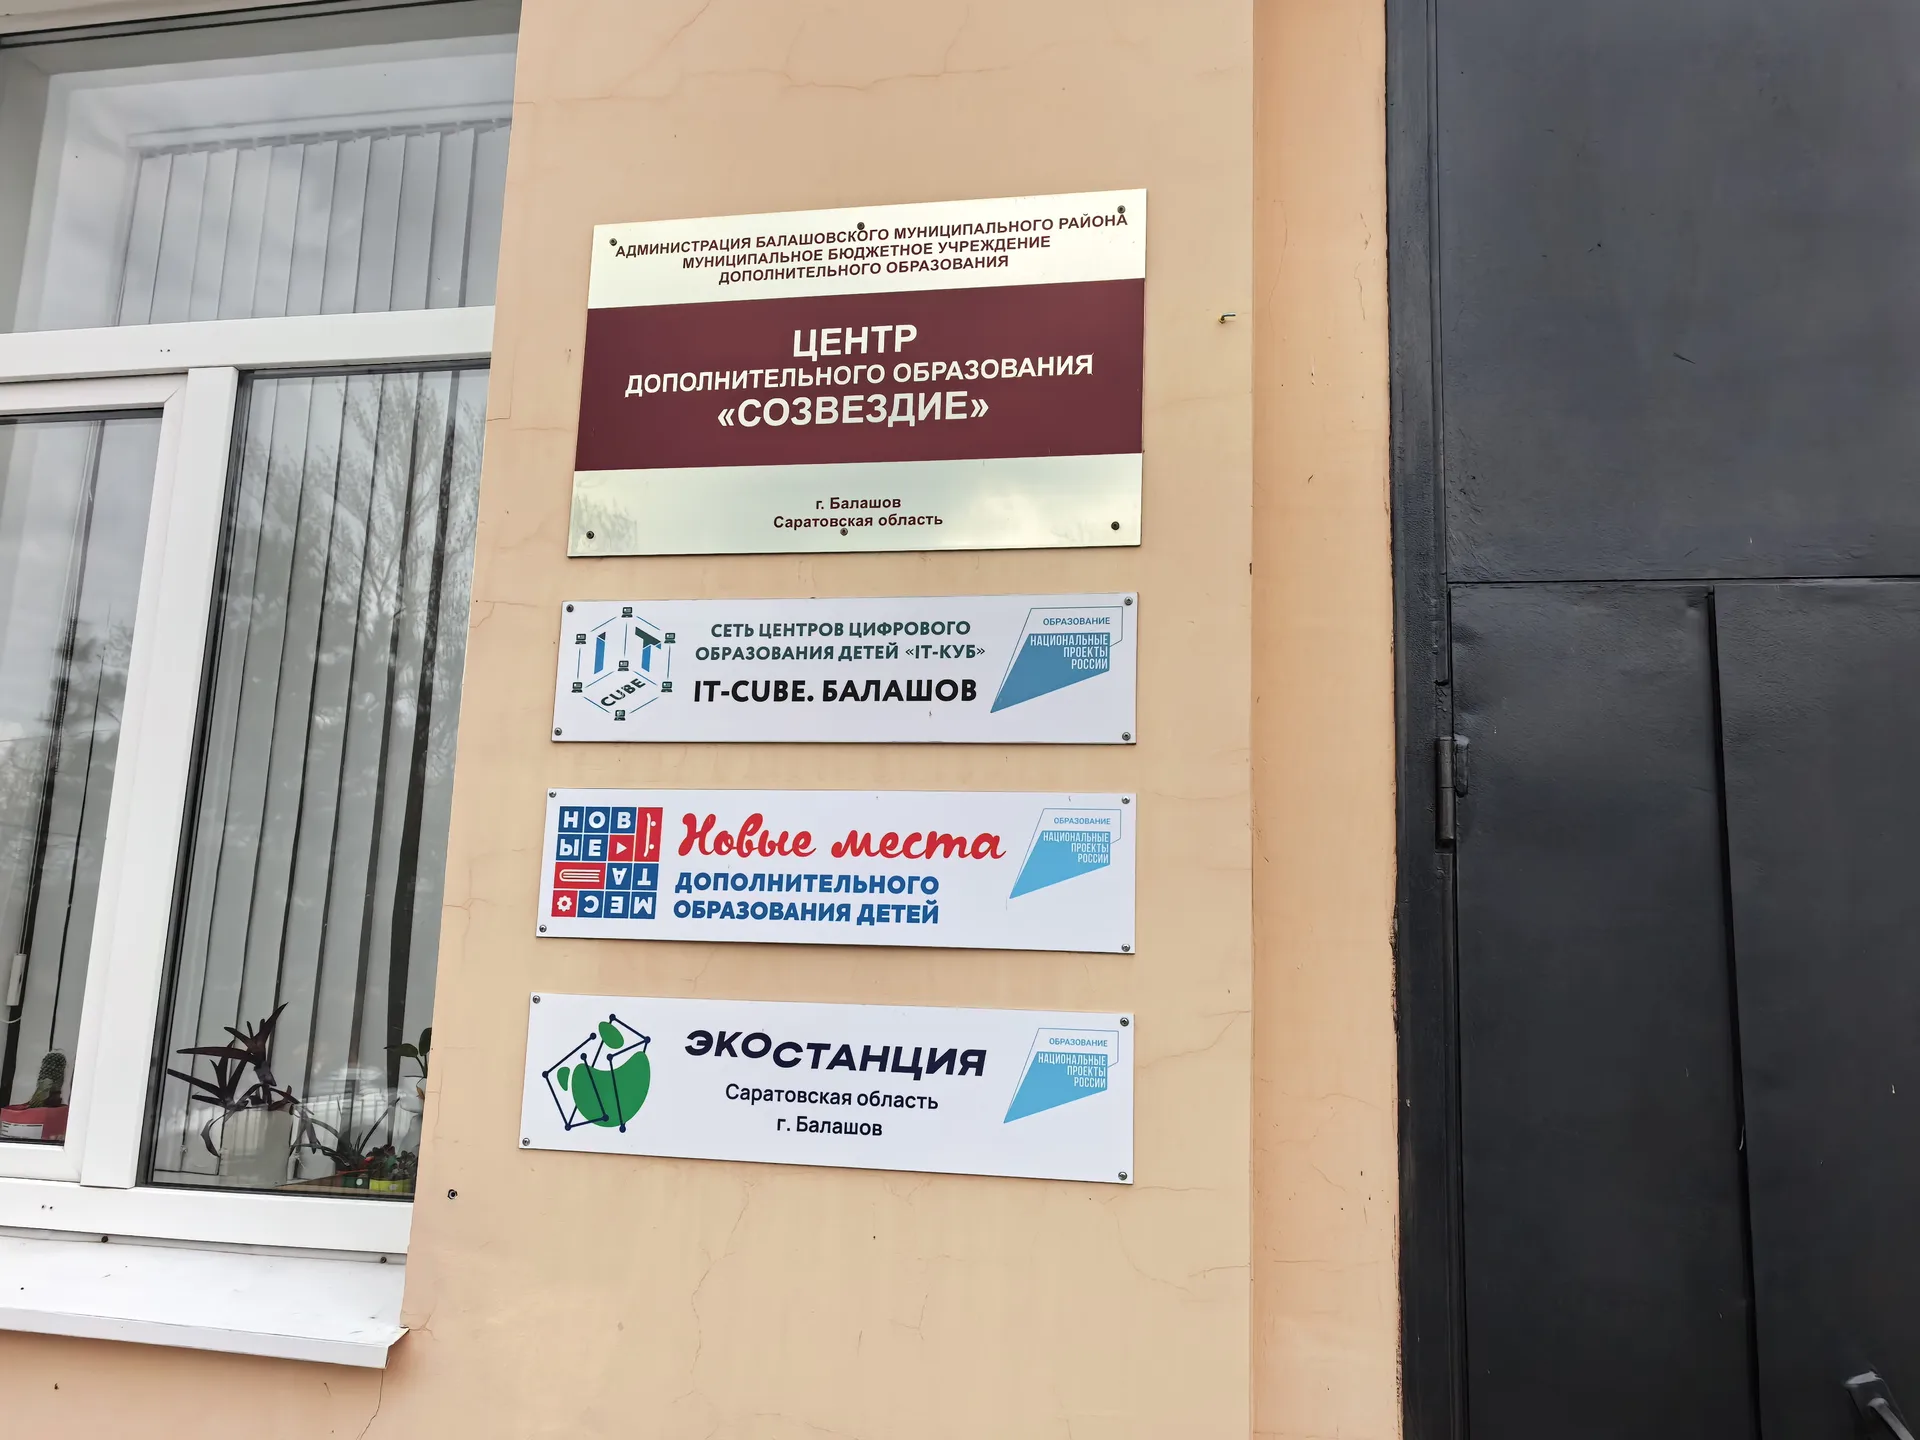 АДМИНИСТРАЦИЯ БАЛАШОВСКОГО МУНИЦИПАЛЬНОГО РАЙОНА
МУНИЦИПАЛЬНОЕ БЮДЖЕТНОЕ УЧРЕЖДЕНИЕ
ДОПОЛНИТЕЛЬНОГО ОБРАЗОВАНИЯ
ЦЕНТР
ДОПОЛНИТЕЛЬНОГО ОБРАЗОВАНИЯ
«СОЗВЕЗДИЕ»
г. Балашов
Саратовская область
IT
CUBE
СЕТЬ ЦЕНТРОВ ЦИФРОВОГО
ОБРАЗОВАНИЯ ДЕТЕЙ «IT-КУБ»
IT-CUBE. БАЛАШОВ
ОБРАЗОВАНИЕ
НАЦИОНАЛЬНЫЕ
ПРОЕКТЫ
РОССИИ
НОВ
ЫЕ
ТА
МЕС
Новые места
ДОПОЛНИТЕЛЬНОГО
ОБРАЗОВАНИЯ ДЕТЕЙ
ОБРАЗОВАНИЕ
НАЦИОНАЛЬНЫЕ
ПРОЕКТЫ
РОССИИ
ЭКОСТАНЦИЯ
Саратовская область
г. Балашов
ОБРАЗОВАНИЕ
НАЦИОНАЛЬНЫЕ
ПРОЕКТЫ
РОССИИ